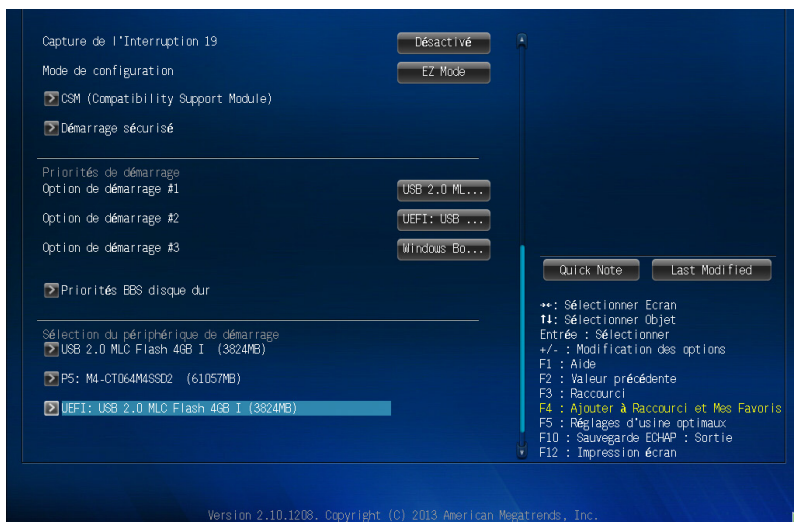 Capture de l'Interruption 19 Désactivé
Mode de configuration EZ Mode
CSM (Compatibility Support Module)
Démarrage sécurisé
Priorités de démarrage
Option de démarrage #1 USB 2.0 ML...
Option de démarrage #2 UEFI: USB ...
Option de démarrage #3 Windows Bo...
Priorités BBS disque dur
Sélection du périphérique de démarrage
USB 2.0 MLC Flash 4GB I (3824MB)
P5: M4-CT064M4SSD2 (61057MB)
UEFI: USB 2.0 MLC Flash 4GB I (3824MB)
Quick Note Last Modified
→←: Sélectionner Ecran
↑↓: Sélectionner Objet
Entrée : Sélectionner
+/- : Modification des options
F1 : Aide
F2 : Valeur précédente
F3 : Raccourci
F4 : Ajouter à Raccourci et Mes Favoris
F5 : Réglages d'usine optimaux
F10 : Sauvegarde ECHAP : Sortie
F12 : Impression écran
Version 2.10.1208. Copyright (C) 2013 American Megatrends, Inc.